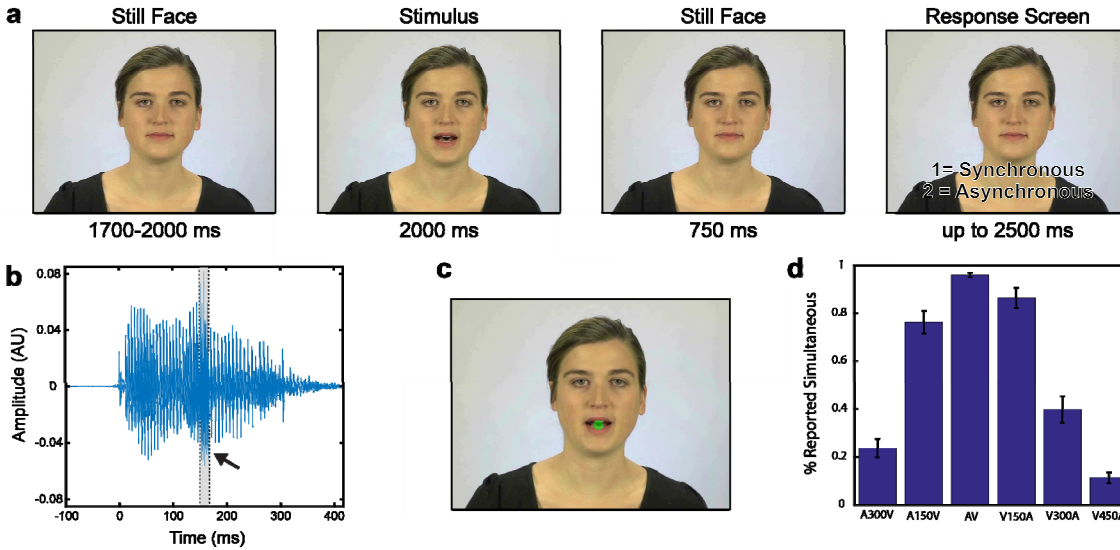 a
Still Face
Stimulus
Still Face
Response Screen
1= Synchronous
2 = Asynchronous
1700-2000 ms
2000 ms
750 ms
up to 2500 ms
b
Amplitude (AU)
0.08
0.04
0
-0.04
-0.08
-100
0
100
200
300
400
Time (ms)
c
d
% Reported Simultaneous
1
0.8
0.6
0.4
0.2
0
A300V
A150V
AV
V150A
V300A
V450A